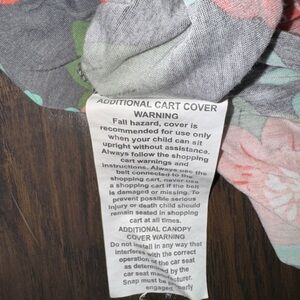 ADDITIONAL CART COVER
WARNING
Fall hazard, cover is
recommended for use only
when your child can sit
upright without assistance.
Always follow the shopping
cart warnings and
instructions. Always use the
belt connected to the
shopping cart, never use
a shopping cart if the belt
is damaged or missing. To
prevent possible serious
injury or death child should
remain seated in shopping
cart at all times.
ADDITIONAL CANOPY
COVER WARNING
Do not install in any way that
interferes with the correct
operation of the car seat
as determined by the
car seat manufacturer.
Snap must be
engaged